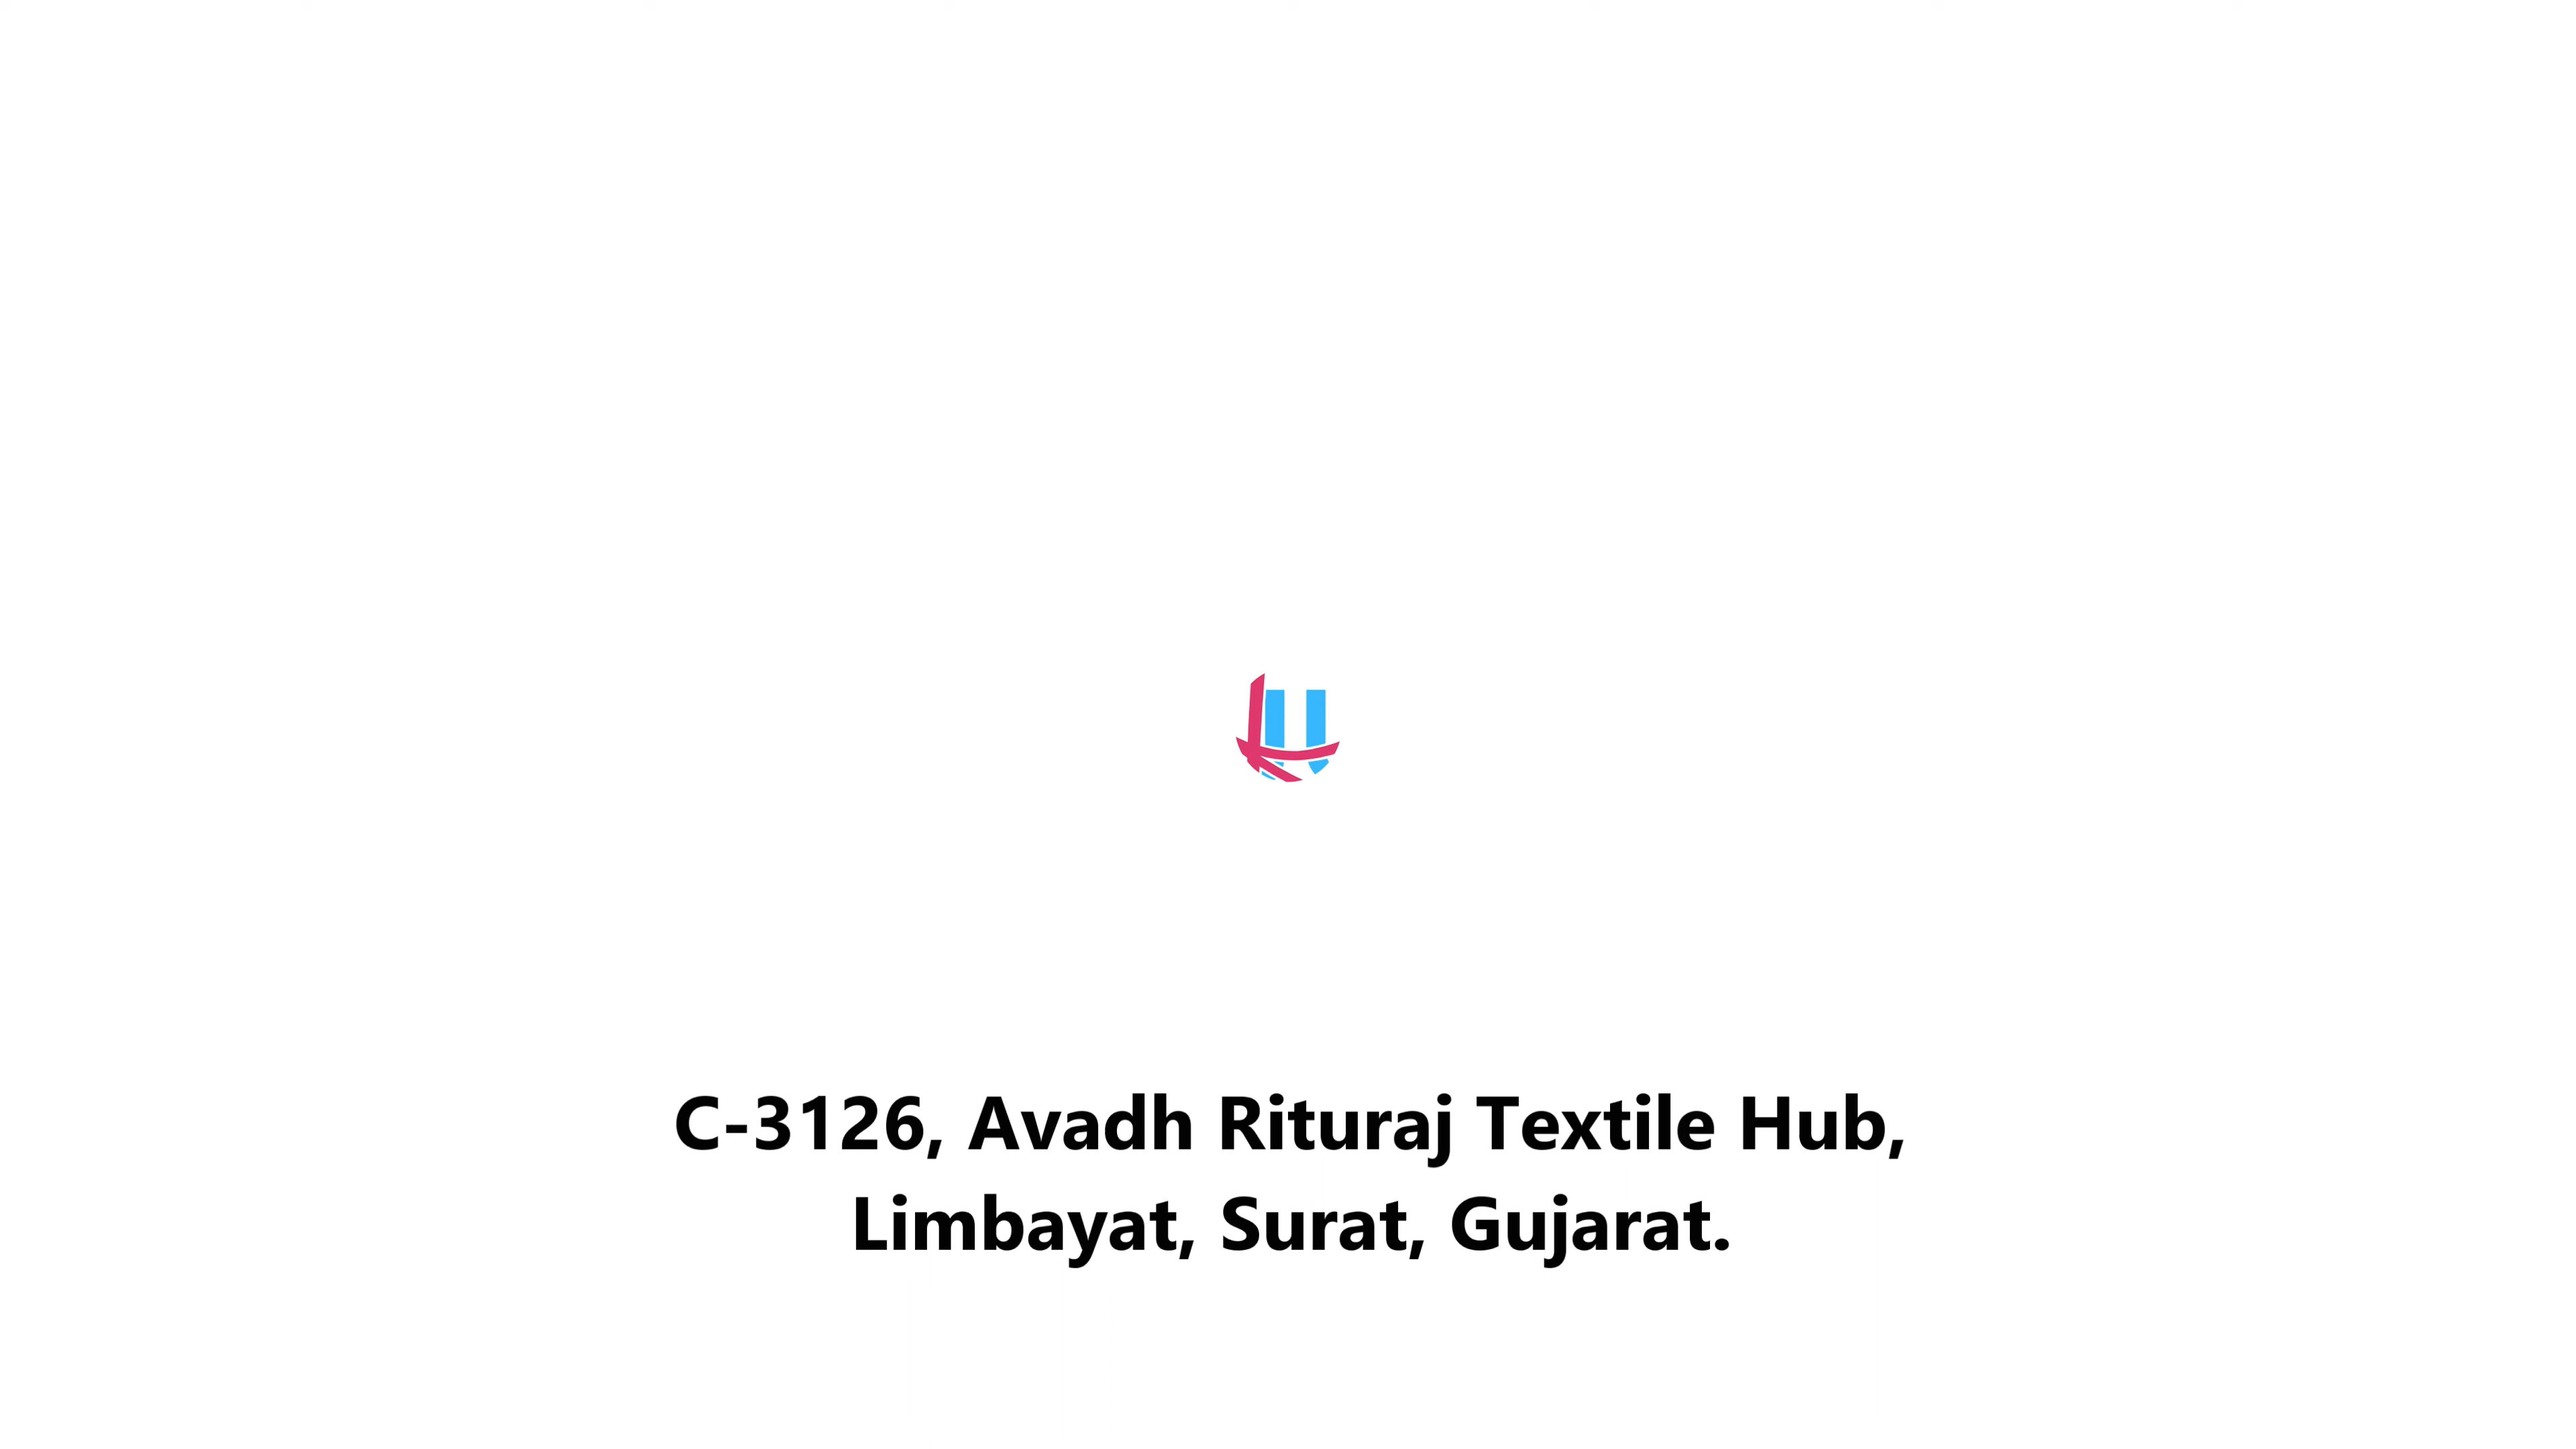 C-3126, Avadh Rituraj Textile Hub,
Limbayat, Surat, Gujarat.